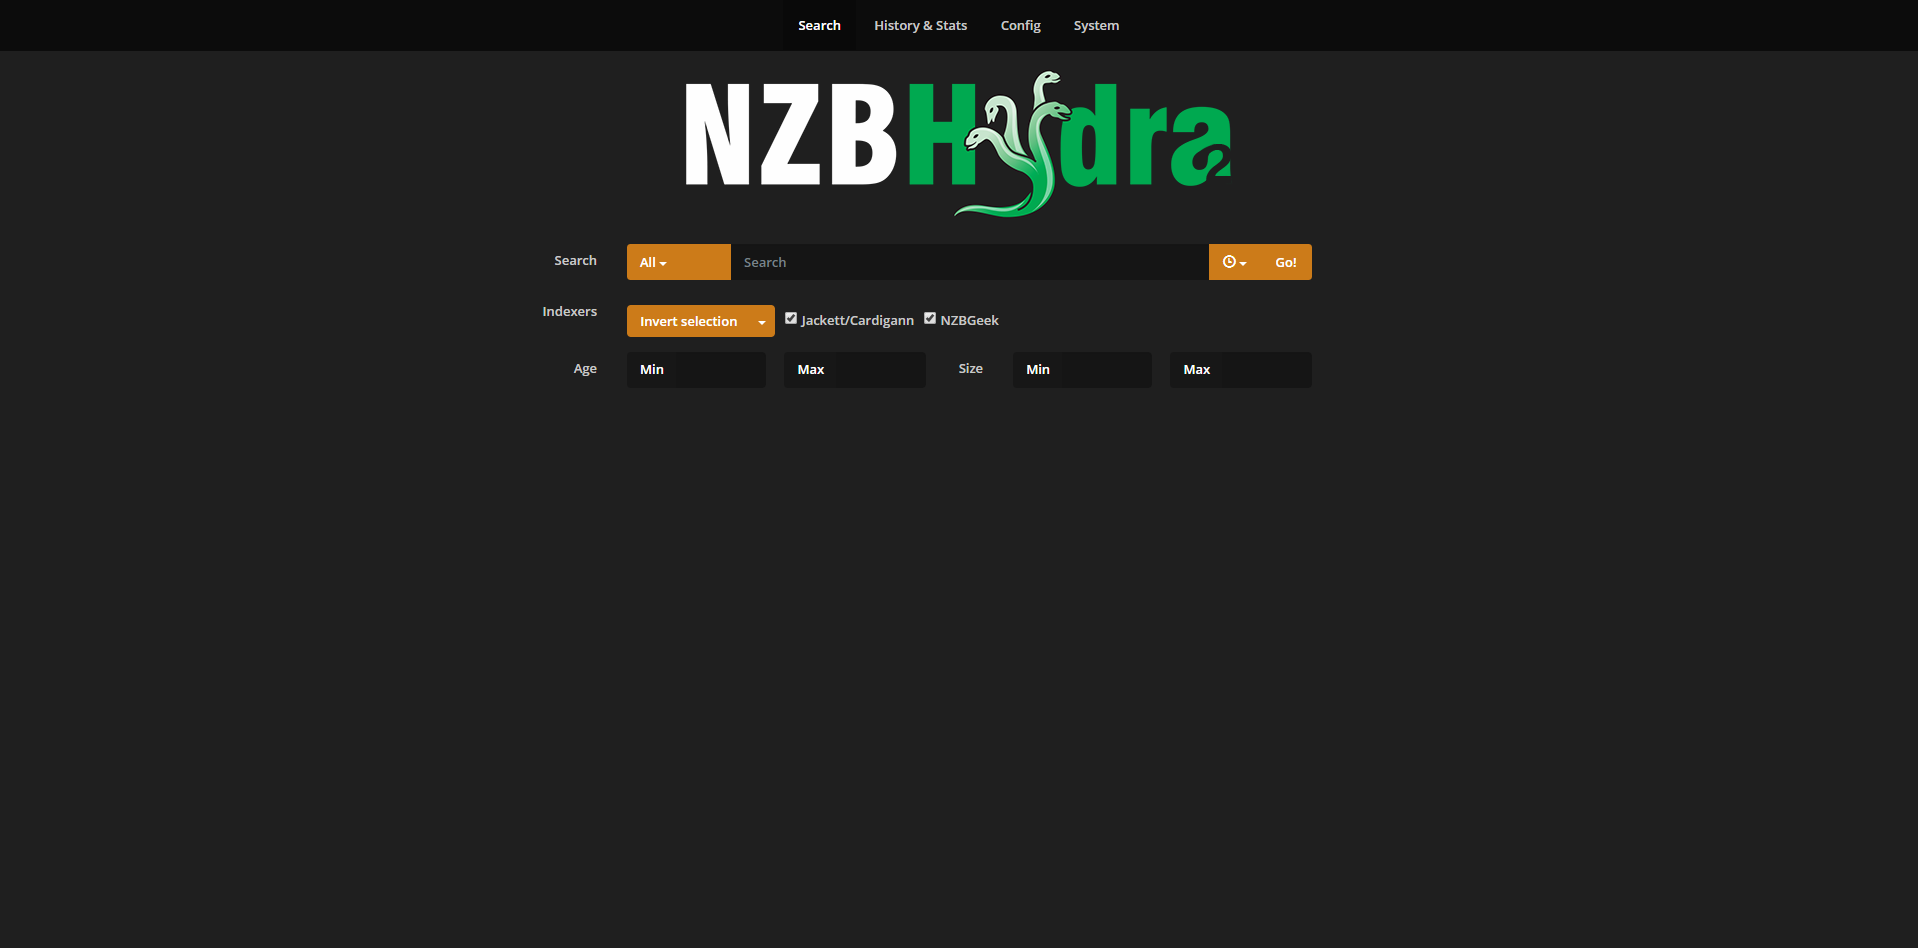 Search History & Stats Config System
NZBHydra2
Search All Search Go!
Indexers Invert selection Jackett/Cardigann NZBGeek
Age Min Max Size Min Max